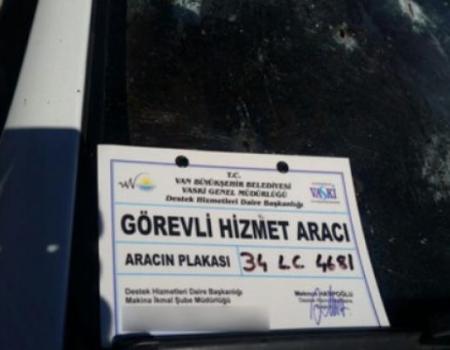 T.C.
VAN BÜYÜKŞEHİR BELEDİYESİ
VASKİ GENEL MÜDÜRLÜĞÜ
Destek Hizmetleri Daire Başkanlığı
VASKİ
GÖREVLİ HİZMET ARACI
ARACIN PLAKASI 34 LC 4681
Destek Hizmetleri Daire Başkanlığı
Makina İkmal Şube Müdürlüğü